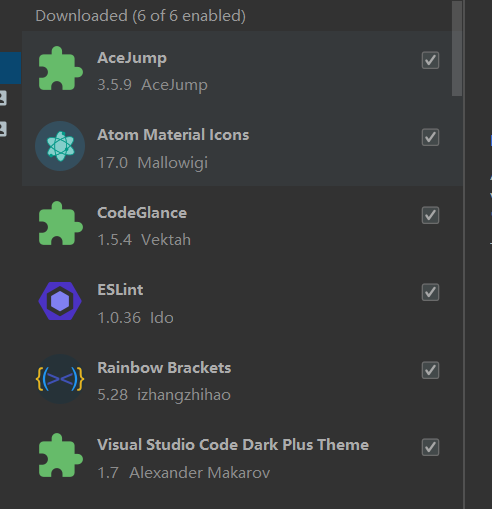 Downloaded (6 of 6 enabled)
AceJump
3.5.9 AceJump
Atom Material Icons
17.0 Mallowigi
CodeGlance
1.5.4 Vektah
ESLint
1.0.36 Ido
Rainbow Brackets
5.28 izhangzhihao
Visual Studio Code Dark Plus Theme
1.7 Alexander Makarov